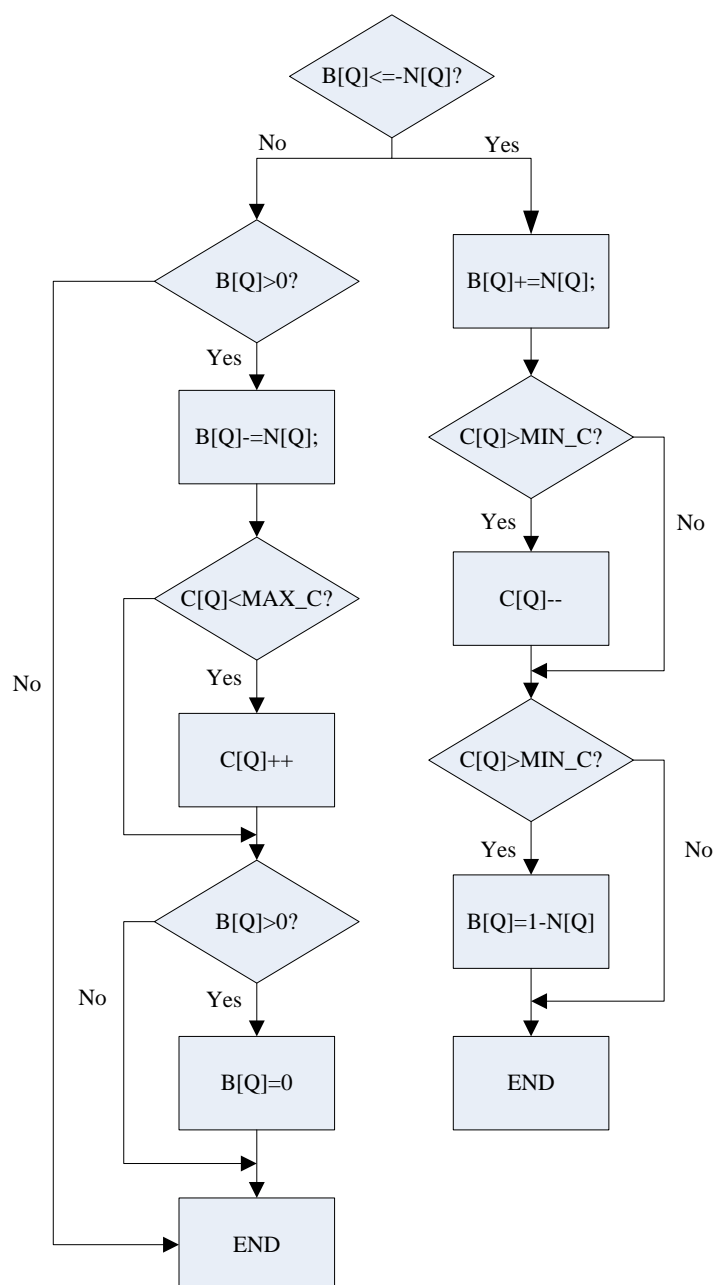 B[Q]<=-N[Q]?
No
Yes
B[Q]>0?
B[Q]+=N[Q];
Yes
B[Q]-=N[Q];
C[Q]>MIN_C?
Yes
No
C[Q]<MAX_C?
C[Q]--
No
Yes
C[Q]++
C[Q]>MIN_C?
Yes
No
B[Q]>0?
B[Q]=1-N[Q]
No
Yes
B[Q]=0
END
END